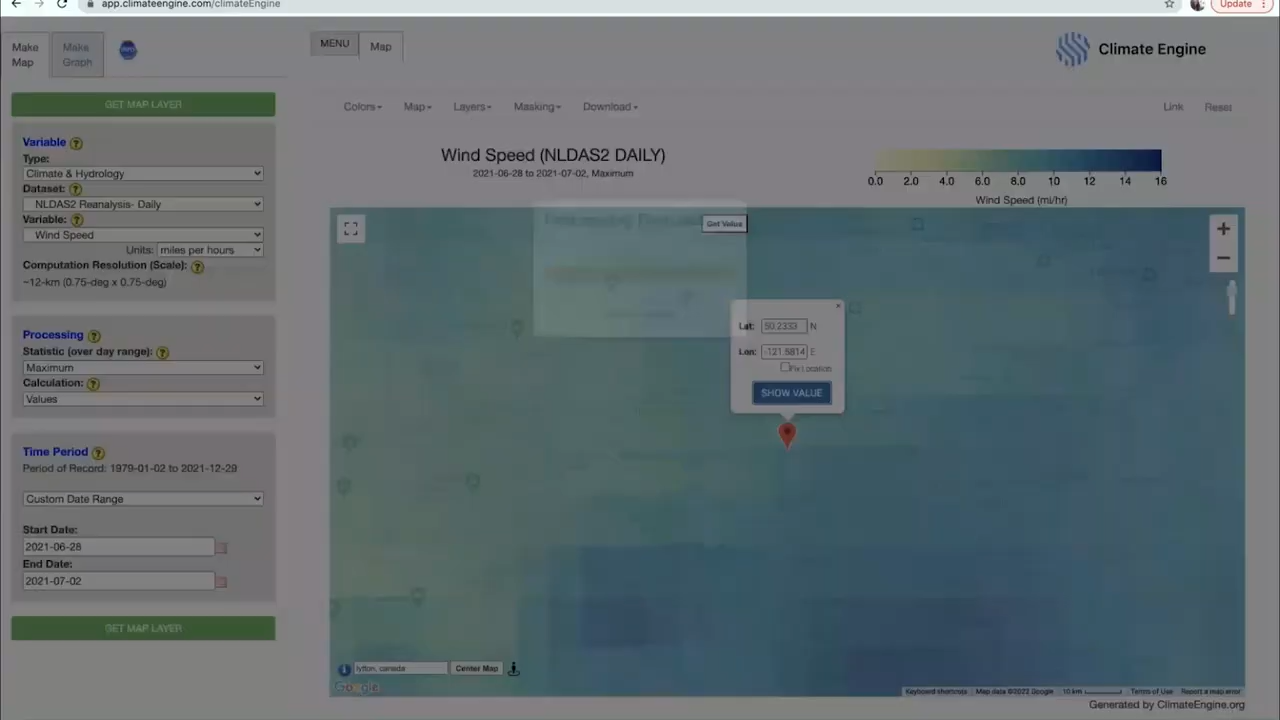 app.climateengine.com/climateEngine
Update
Make Map
Make Graph
MENU
Map
Climate Engine
GET MAP LAYER
Colors
Map
Layers
Masking
Download
Link
Reset
Variable ?
Type:
Climate & Hydrology
Dataset: ?
NLDAS2 Reanalysis- Daily
Variable: ?
Wind Speed
Units: miles per hours
Computation Resolution (Scale): ?
~12-km (0.75-deg x 0.75-deg)
Processing ?
Statistic (over day range): ?
Maximum
Calculation: ?
Values
Time Period ?
Period of Record: 1979-01-02 to 2021-12-29
Custom Date Range
Start Date:
2021-06-28
End Date:
2021-07-02
GET MAP LAYER
Wind Speed (NLDAS2 DAILY)
2021-06-28 to 2021-07-02, Maximum
0.0 2.0 4.0 6.0 8.0 10 12 14 16
Wind Speed (mi/hr)
Get Value
Lat: 50.2333 N
Lon: -121.5814 E
Fix Location
SHOW VALUE
lytton, canada
Center Map
Google
Keyboard shortcuts
Map data ©2022 Google
10 km
Terms of Use
Report a map error
Generated by ClimateEngine.org